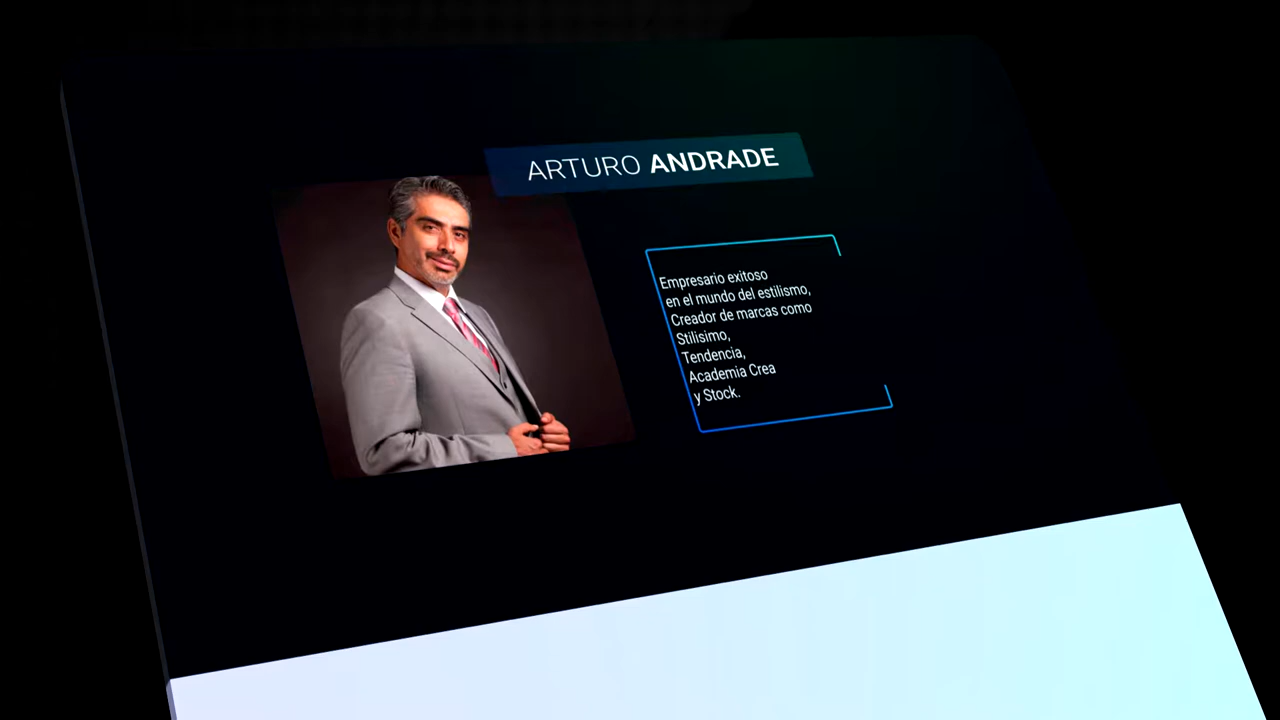 ARTURO ANDRADE
Empresario exitoso
en el mundo del estilismo,
Creador de marcas como
Stilisimo,
Tendencia,
Academia Crea
y Stock.